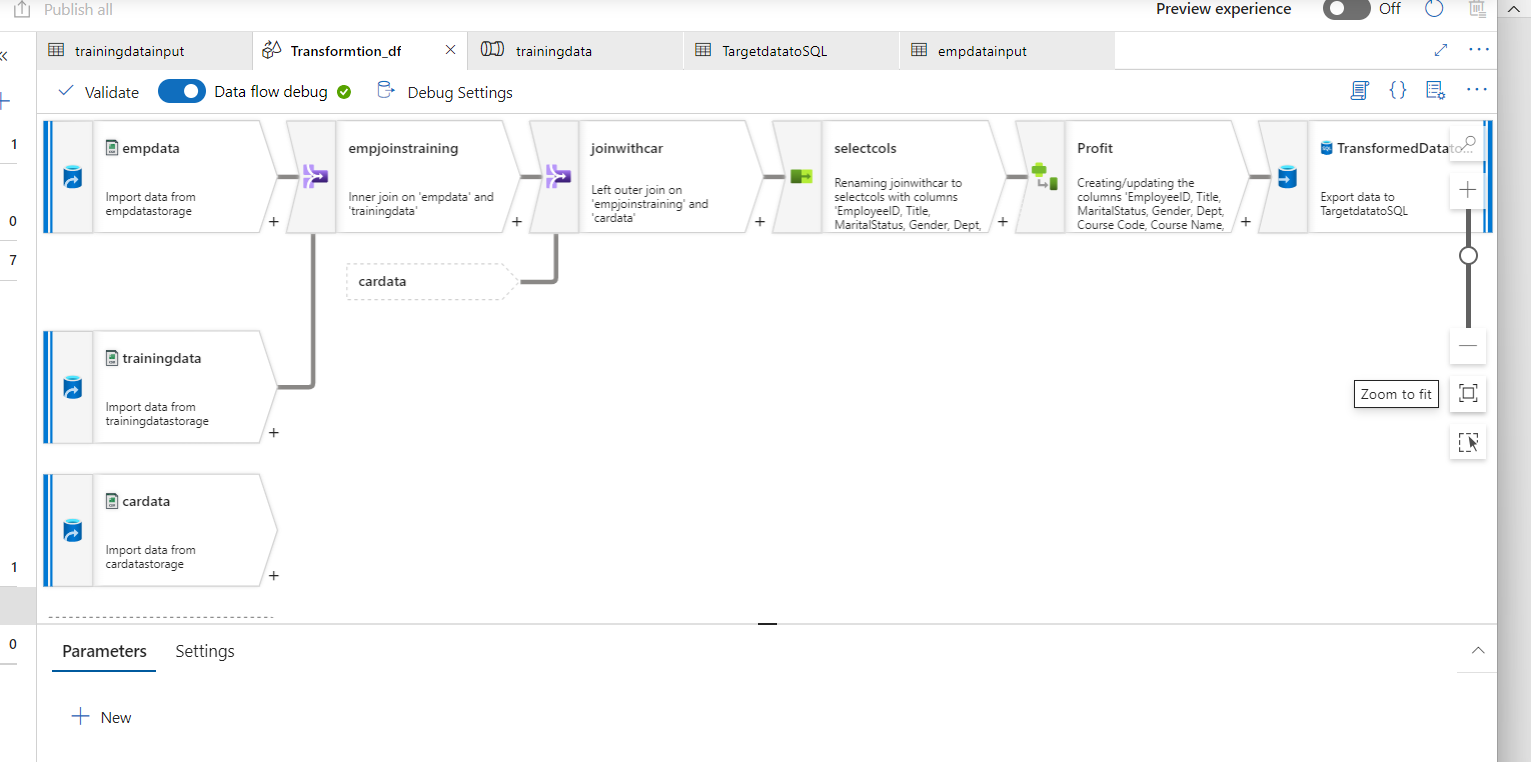 Publish all
Preview experience
Off
trainingdatainput
Transformtion_df
trainingdata
TargetdatatoSQL
empdatainput
Validate
Data flow debug
Debug Settings
1
0
7
1
0
empdata
Import data from
empdatastorage
+
empjoinstraining
Inner join on 'empdata' and
'trainingdata'
+
joinwithcar
Left outer join on
'empjoinstraining' and
'cardata'
+
selectcols
Renaming joinwithcar to
selectcols with columns
'EmployeeID, Title,
MaritalStatus, Gender, Dept,
+
Profit
Creating/updating the
columns 'EmployeeID, Title,
MaritalStatus, Gender, Dept,
Course Code, Course Name,
+
TransformedDatato...
Export data to
TargetdatatoSQL
cardata
trainingdata
Import data from
trainingdatastorage
+
Zoom to fit
cardata
Import data from
cardatastorage
+
Parameters
Settings
New